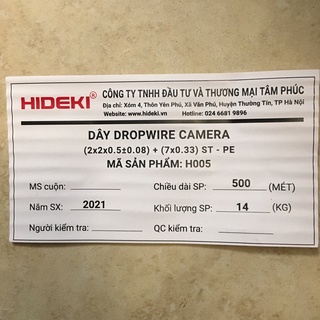 HIDEKI®
CÔNG TY TNHH ĐẦU TƯ VÀ THƯƠNG MẠI TÂM PHÚC
Địa chỉ: Xóm 4, Thôn Yên Phú, Xã Văn Phú, Huyện Thường Tín, TP Hà Nội
Website: www.hideki.vn Hotline: 024 6681 9896
DÂY DROPWIRE CAMERA
(2x2x0.5±0.08) + (7x0.33) ST - PE
MÃ SẢN PHẨM: H005
MS cuộn: Chiều dài SP: 500 (MÉT)
Năm SX: 2021 Khối lượng SP: 14 (KG)
Người kiểm tra: QC kiểm tra: